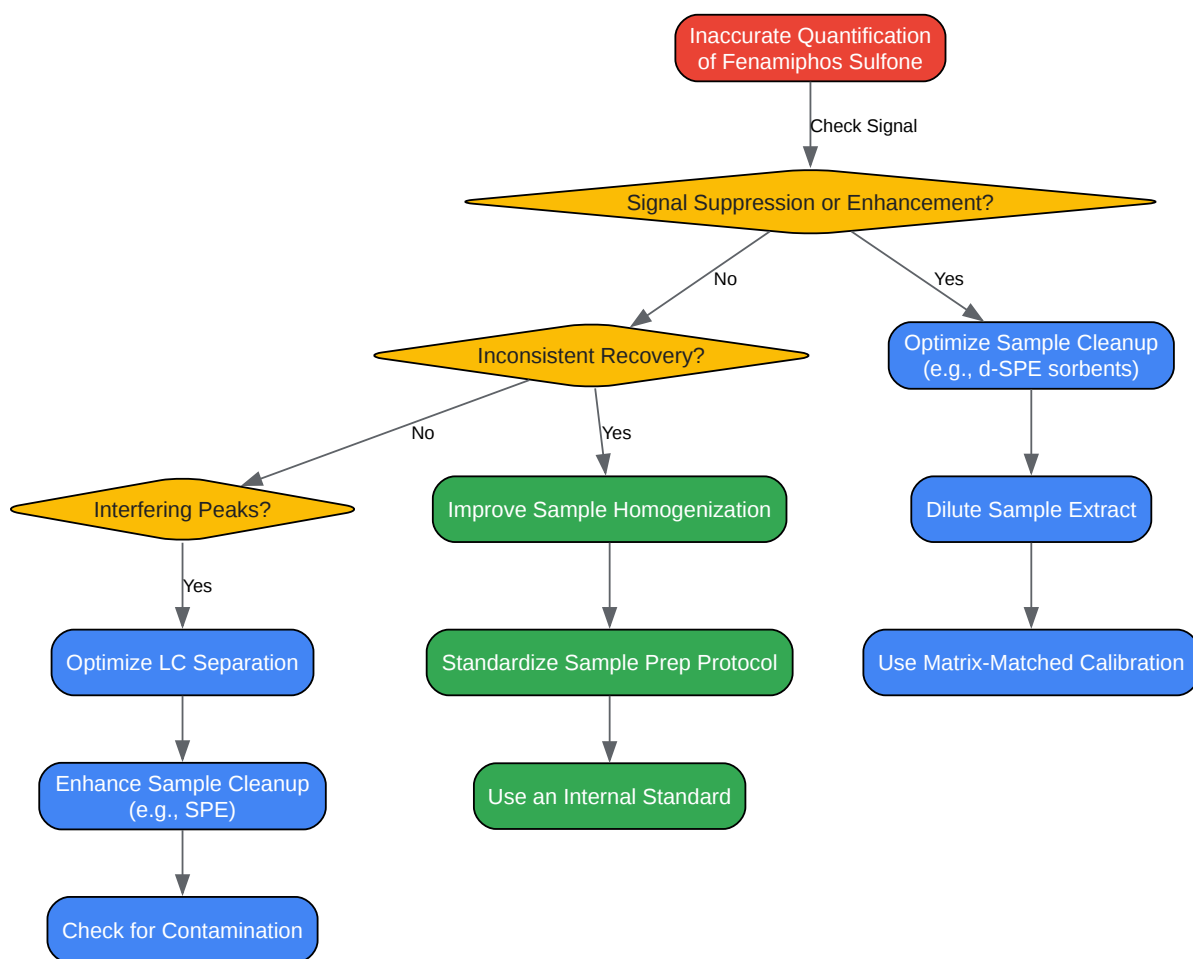 Inaccurate Quantification
of Fenamiphos Sulfone
Check Signal
Signal Suppression or Enhancement?
No
Yes
Inconsistent Recovery?
Optimize Sample Cleanup
(e.g., d-SPE sorbents)
No
Yes
Interfering Peaks?
Improve Sample Homogenization
Dilute Sample Extract
Yes
Optimize LC Separation
Standardize Sample Prep Protocol
Use Matrix-Matched Calibration
Enhance Sample Cleanup
(e.g., SPE)
Use an Internal Standard
Check for Contamination